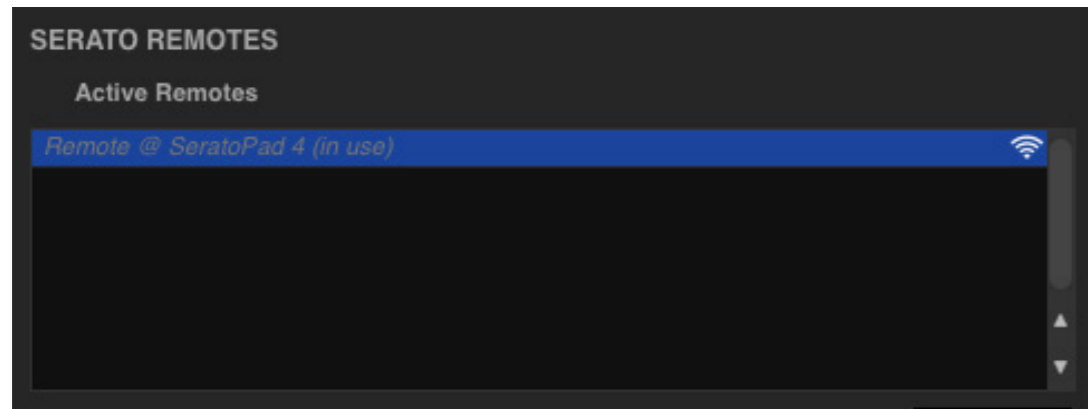 SERATO REMOTES
Active Remotes
Remote @ SeratoPad 4 (in use)